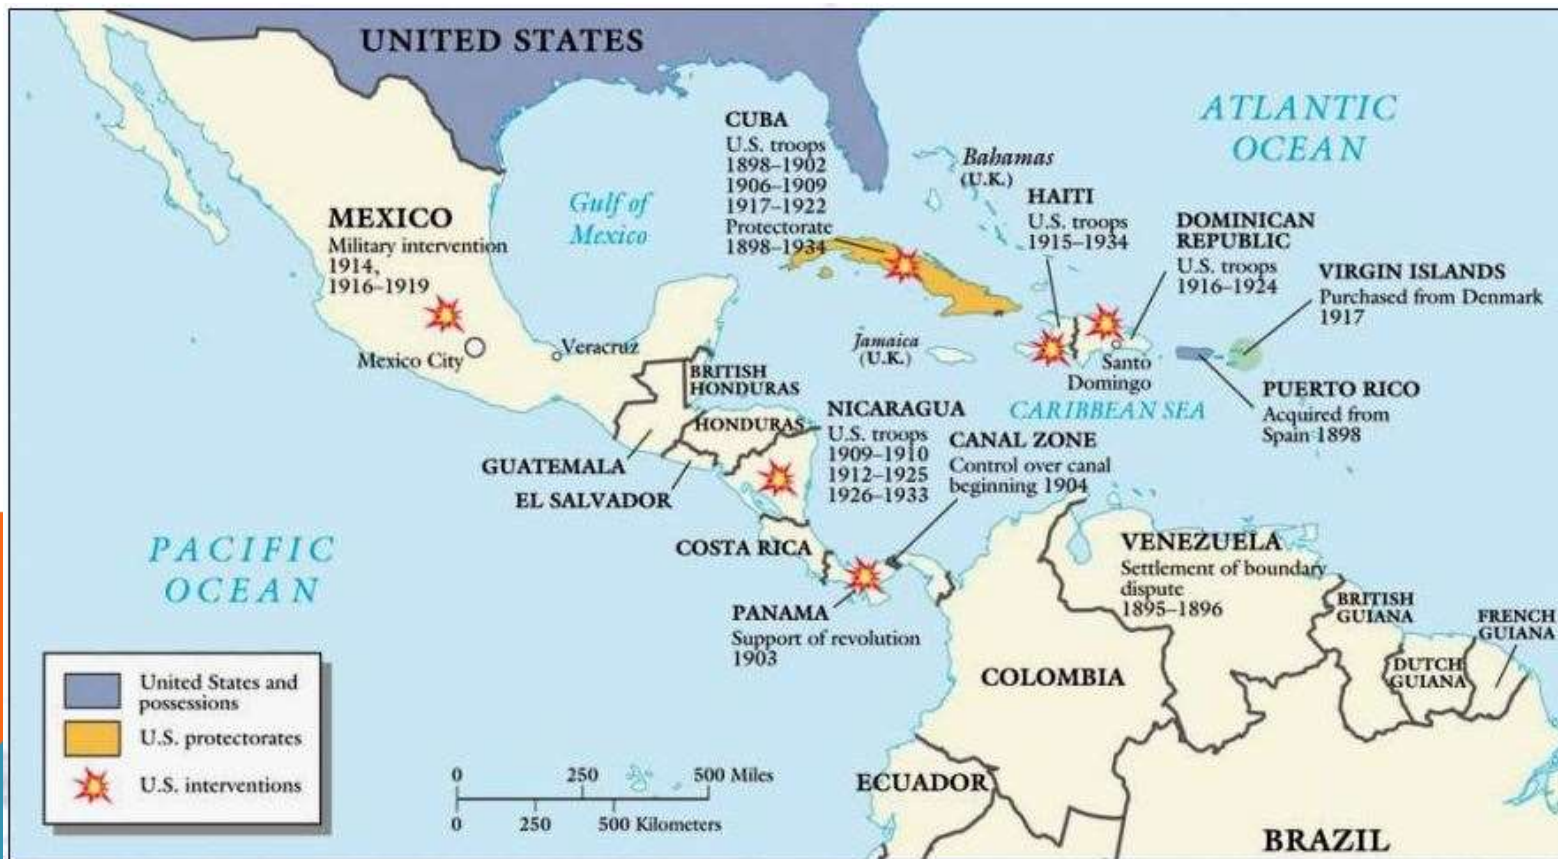 UNITED STATES
ATLANTIC
OCEAN
CUBA
U.S. troops
1898–1902
1906–1909
1917–1922
Protectorate
1898–1934
Bahamas
(U.K.)
Gulf of
Mexico
HAITI
U.S. troops
1915–1934
MEXICO
Military intervention
1914,
1916–1919
DOMINICAN
REPUBLIC
U.S. troops
1916–1924
VIRGIN ISLANDS
Purchased from Denmark
1917
Mexico City
Veracruz
Jamaica
(U.K.)
Santo
Domingo
BRITISH
HONDURAS
PUERTO RICO
Acquired from
Spain 1898
CARIBBEAN SEA
HONDURAS
NICARAGUA
U.S. troops
1909–1910
1912–1925
1926–1933
CANAL ZONE
Control over canal
beginning 1904
GUATEMALA
EL SALVADOR
PACIFIC
OCEAN
COSTA RICA
VENEZUELA
Settlement of boundary
dispute
1895–1896
PANAMA
Support of revolution
1903
BRITISH
GUIANA
FRENCH
GUIANA
DUTCH
GUIANA
COLOMBIA
United States and
possessions
U.S. protectorates
U.S. interventions
0 250 500 Miles
0 250 500 Kilometers
ECUADOR
BRAZIL